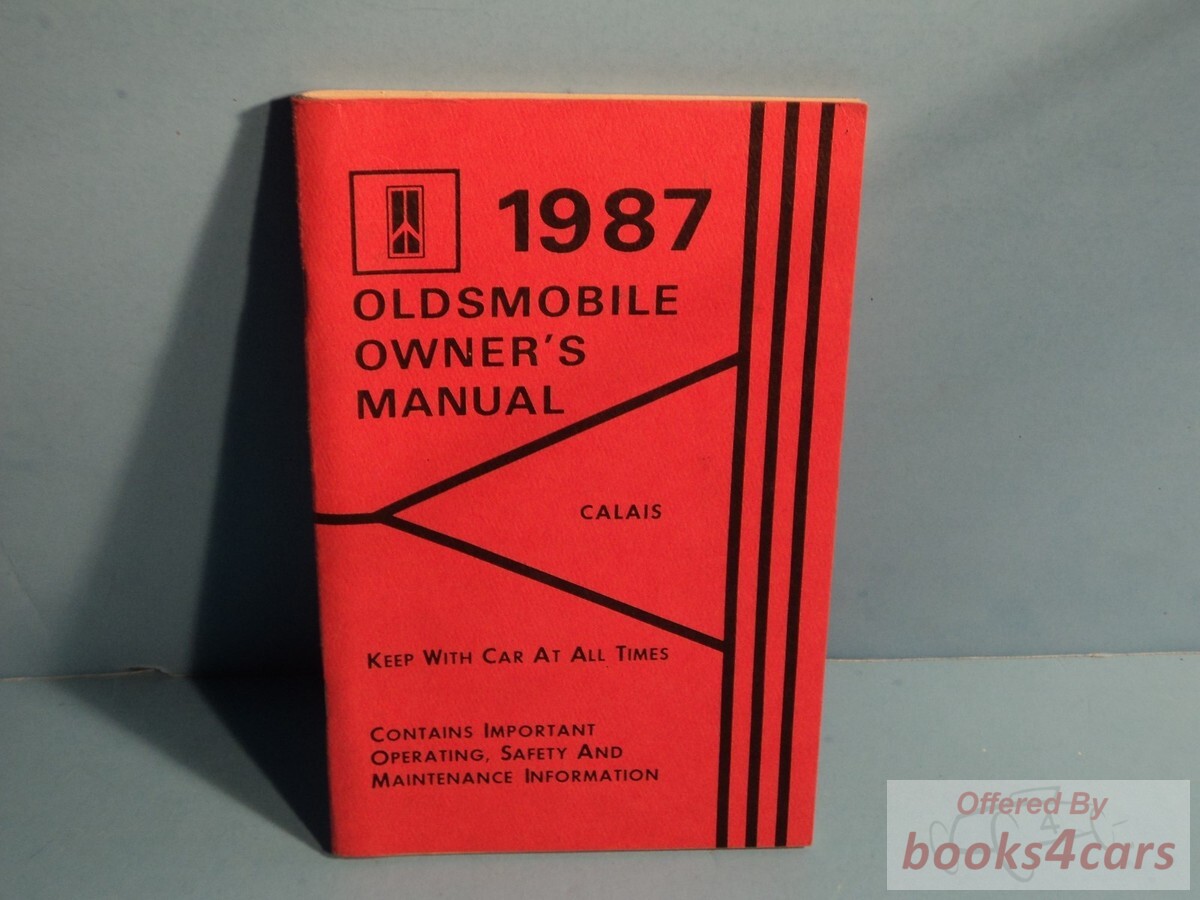 1987
OLDSMOBILE
OWNER'S
MANUAL
CALAIS
KEEP WITH CAR AT ALL TIMES
CONTAINS IMPORTANT
OPERATING, SAFETY AND
MAINTENANCE INFORMATION
Offered By
books4cars